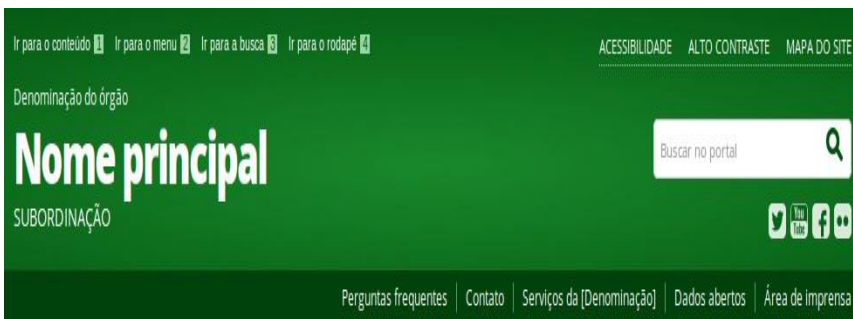 Ir para o conteúdo 1 Ir para o menu 2 Ir para a busca 3 Ir para o rodapé 4
ACESSIBILIDADE ALTO CONTRASTE MAPA DO SITE
Denominação do órgão
Nome principal
Buscar no portal
SUBORDINAÇÃO
You Tube
Perguntas frequentes Contato Serviços da [Denominação] Dados abertos Área de imprensa